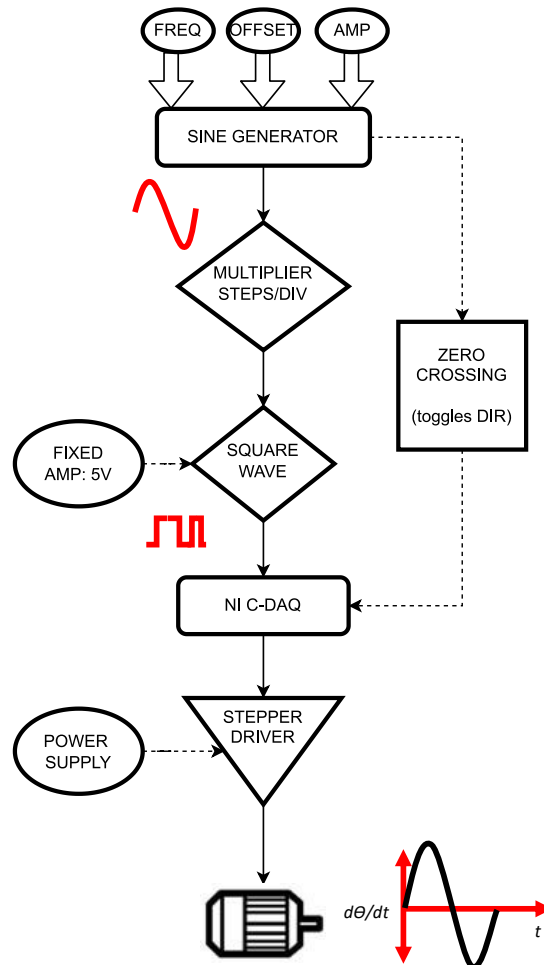 FREQ
OFFSET
AMP
SINE GENERATOR
MULTIPLIER
STEPS/DIV
ZERO
CROSSING
(toggles DIR)
FIXED
AMP: 5V
SQUARE
WAVE
NI C-DAQ
STEPPER
DRIVER
POWER
SUPPLY
dΘ/dt
t